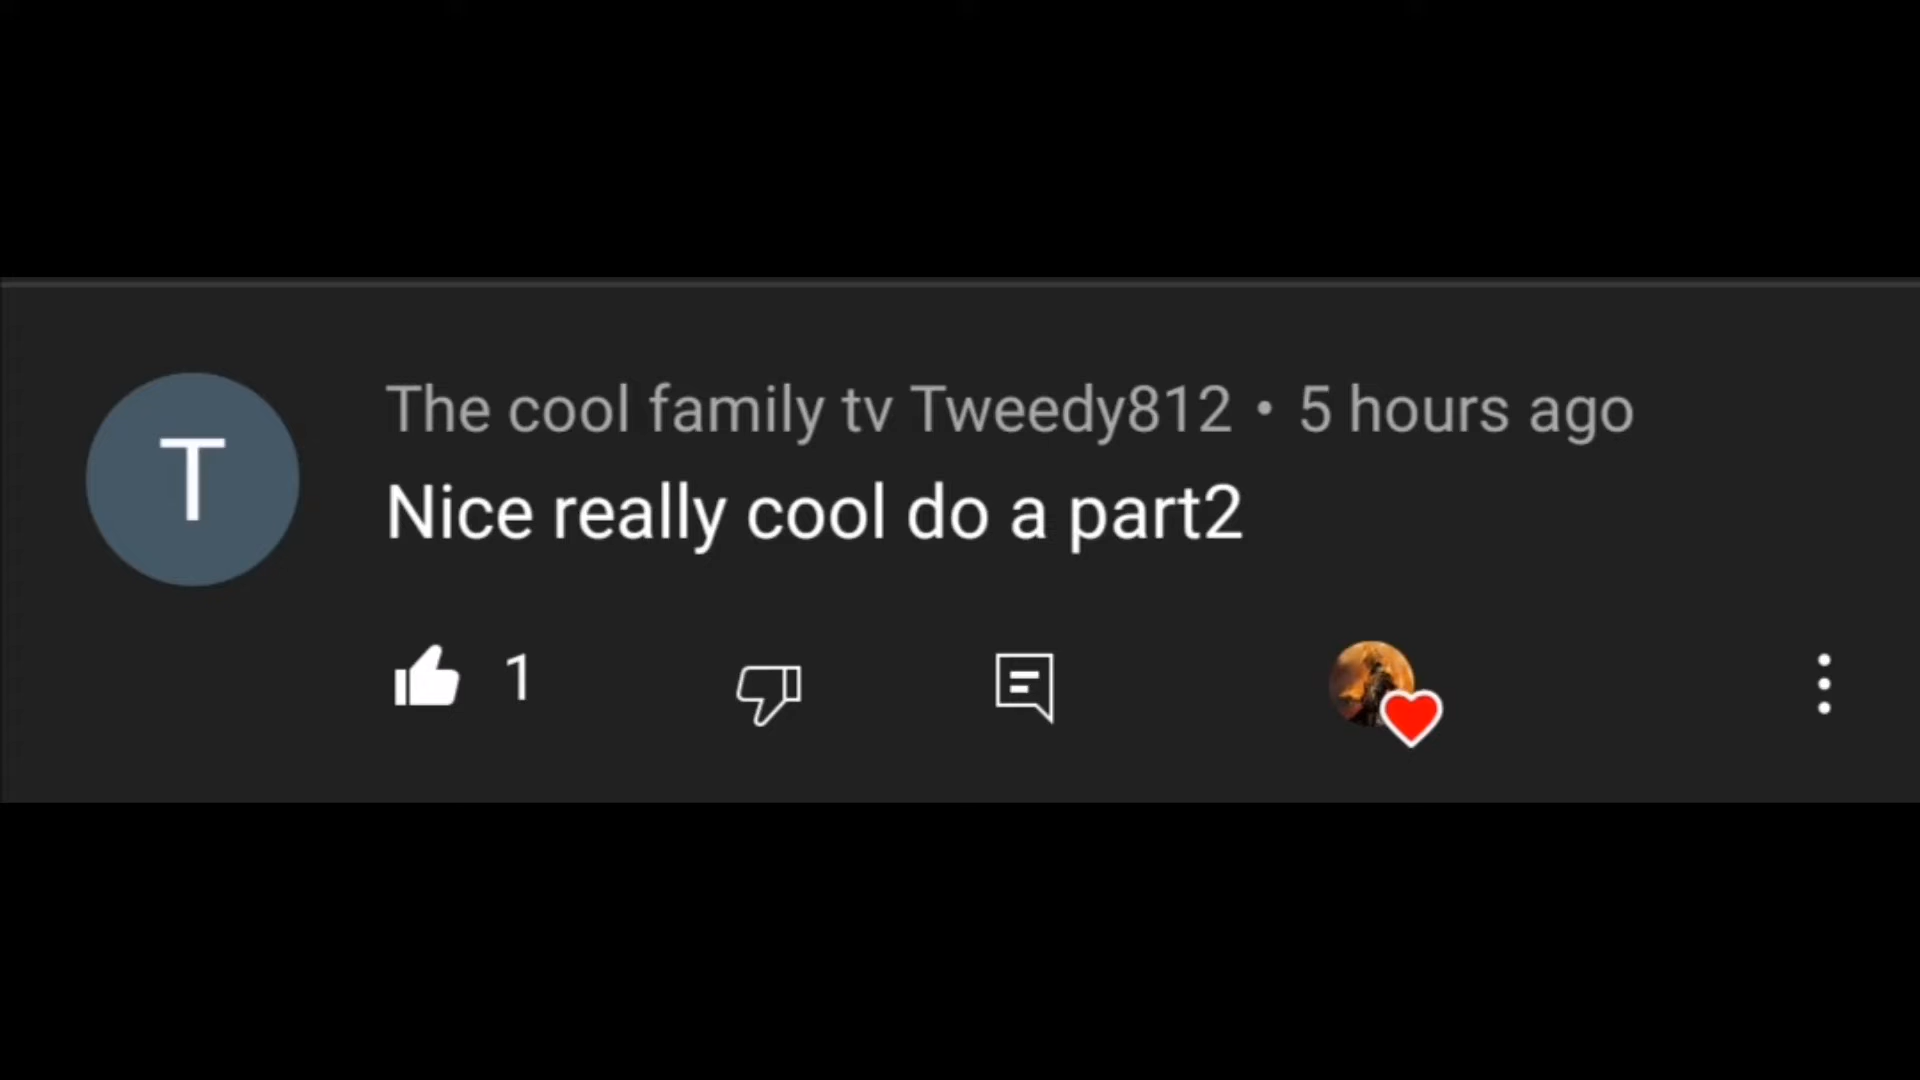 T
The cool family tv Tweedy812 • 5 hours ago
Nice really cool do a part2
1